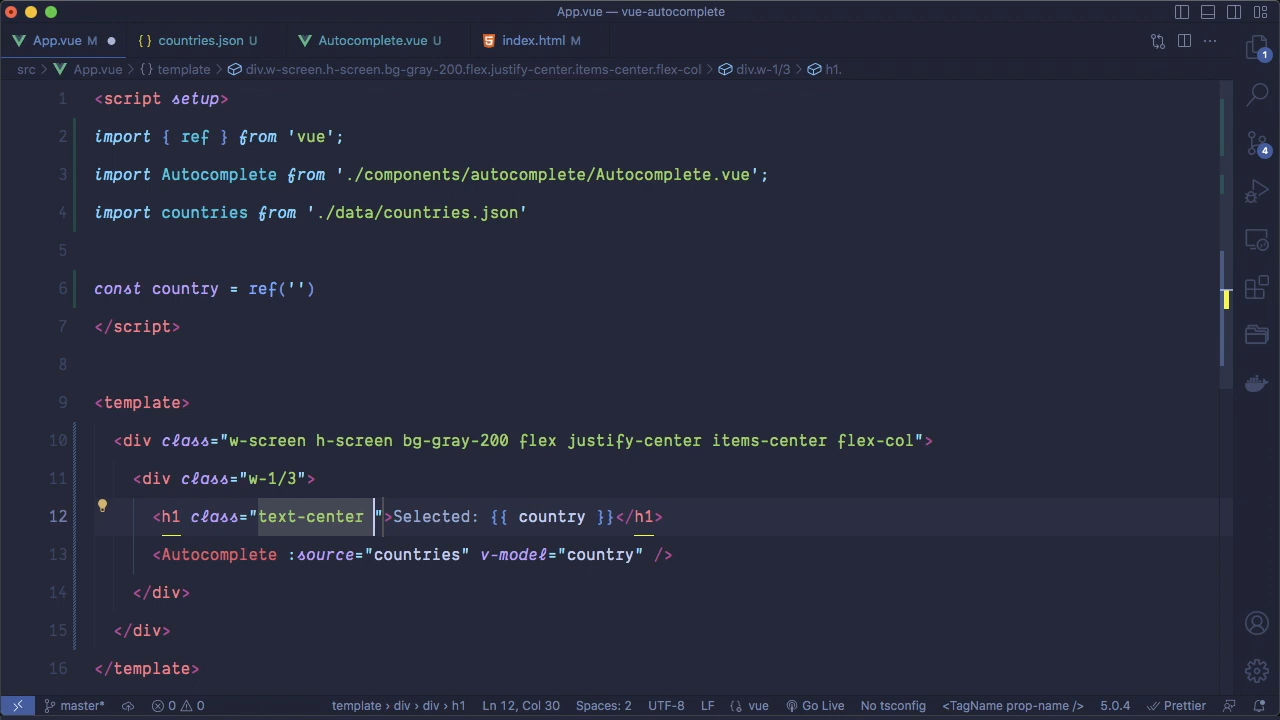 App.vue — vue-autocomplete
App.vue M
countries.json U
Autocomplete.vue U
index.html M
src > App.vue > {} template > div.w-screen.h-screen.bg-gray-200.flex.justify-center.items-center.flex-col > div.w-1/3 > h1.
1 <script setup>
2 import { ref } from 'vue';
3 import Autocomplete from './components/autocomplete/Autocomplete.vue';
4 import countries from './data/countries.json'
5
6 const country = ref('')
7 </script>
8
9 <template>
10 <div class="w-screen h-screen bg-gray-200 flex justify-center items-center flex-col">
11 <div class="w-1/3">
12 <h1 class="text-center ">Selected: {{ country }}</h1>
13 <Autocomplete :source="countries" v-model="country" />
14 </div>
15 </div>
16 </template>
1
4
master* 0 0 template > div > div > h1 Ln 12, Col 30 Spaces: 2 UTF-8 LF vue Go Live No tsconfig <TagName prop-name /> 5.0.4 Prettier